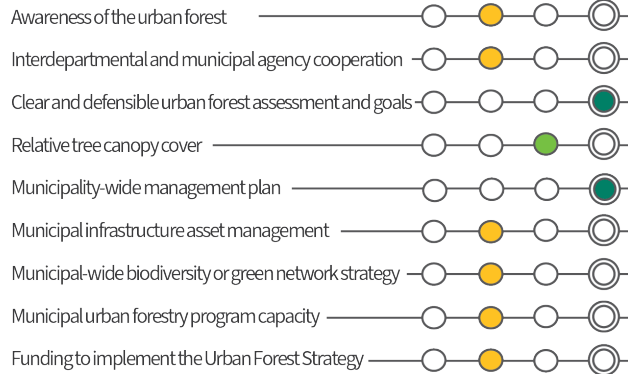 Awareness of the urban forest
Interdepartmental and municipal agency cooperation
Clear and defensible urban forest assessment and goals
Relative tree canopy cover
Municipality-wide management plan
Municipal infrastructure asset management
Municipal-wide biodiversity or green network strategy
Municipal urban forestry program capacity
Funding to implement the Urban Forest Strategy